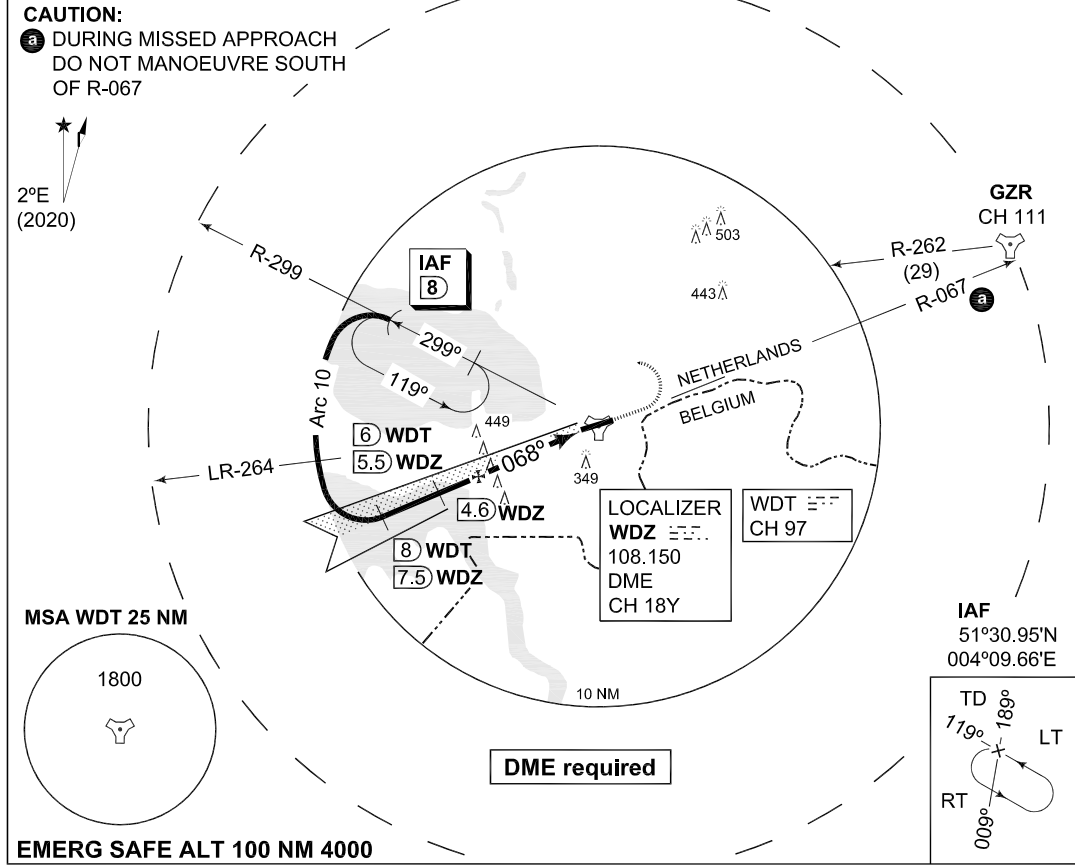 CAUTION:
a DURING MISSED APPROACH
DO NOT MANOEUVRE SOUTH
OF R-067
2ºE
(2020)
GZR
CH 111
503
R-262
(29)
R-067
a
443
R-299
IAF
8
299º
119º
Arc 10
NETHERLANDS
BELGIUM
449
6 WDT
5.5 WDZ
068º
LR-264
349
4.6 WDZ
LOCALIZER
WDZ
108.150
DME
CH 18Y
WDT
CH 97
8 WDT
7.5 WDZ
MSA WDT 25 NM
1800
10 NM
IAF
51º30.95'N
004º09.66'E
TD
119º
189º
LT
RT
009º
DME required
EMERG SAFE ALT 100 NM 4000